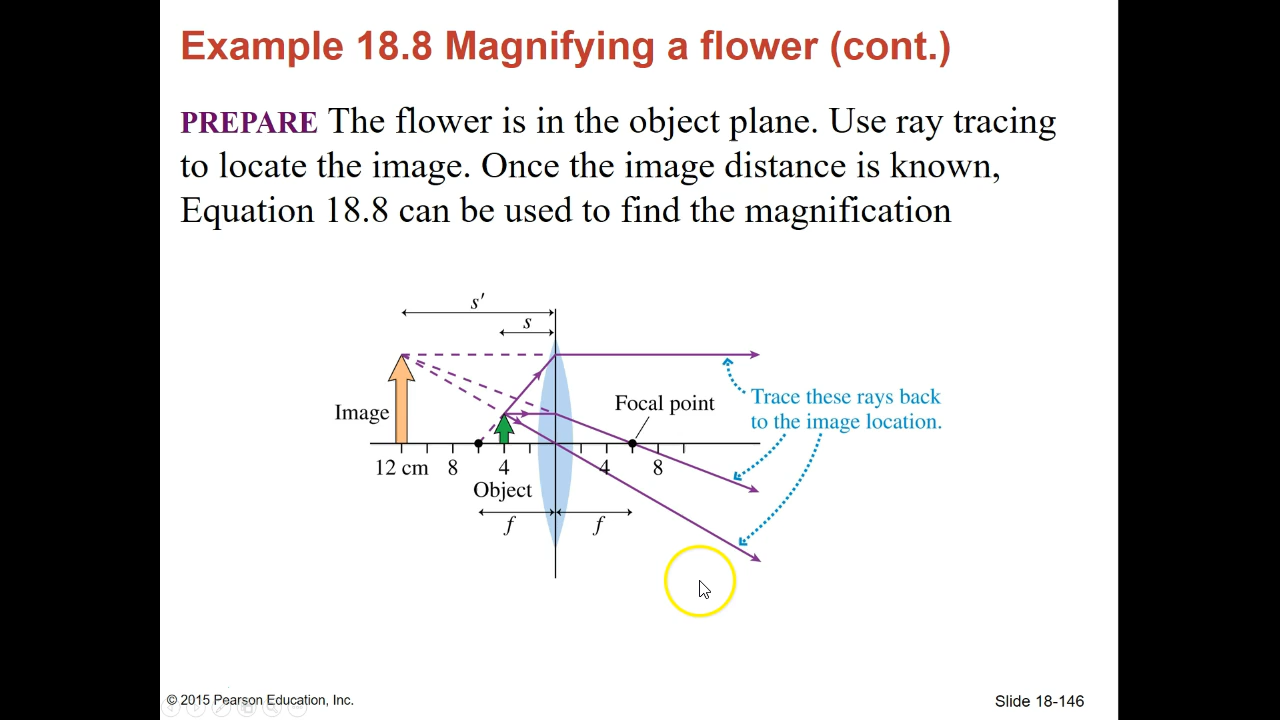 Example 18.8 Magnifying a flower (cont.)
PREPARE The flower is in the object plane. Use ray tracing
to locate the image. Once the image distance is known,
Equation 18.8 can be used to find the magnification
s′
s
Image
Focal point
Trace these rays back
to the image location.
12 cm 8 4 4 8
Object
f f
© 2015 Pearson Education, Inc.
Slide 18-146